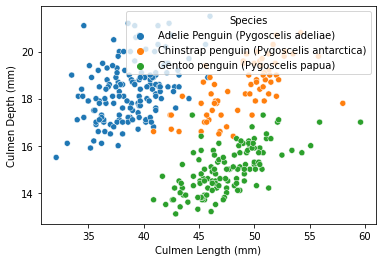 Species
Adelie Penguin (Pygoscelis adeliae)
Chinstrap penguin (Pygoscelis antarctica)
Gentoo penguin (Pygoscelis papua)
Culmen Depth (mm)
20
18
16
14
35
40
45
50
55
60
Culmen Length (mm)